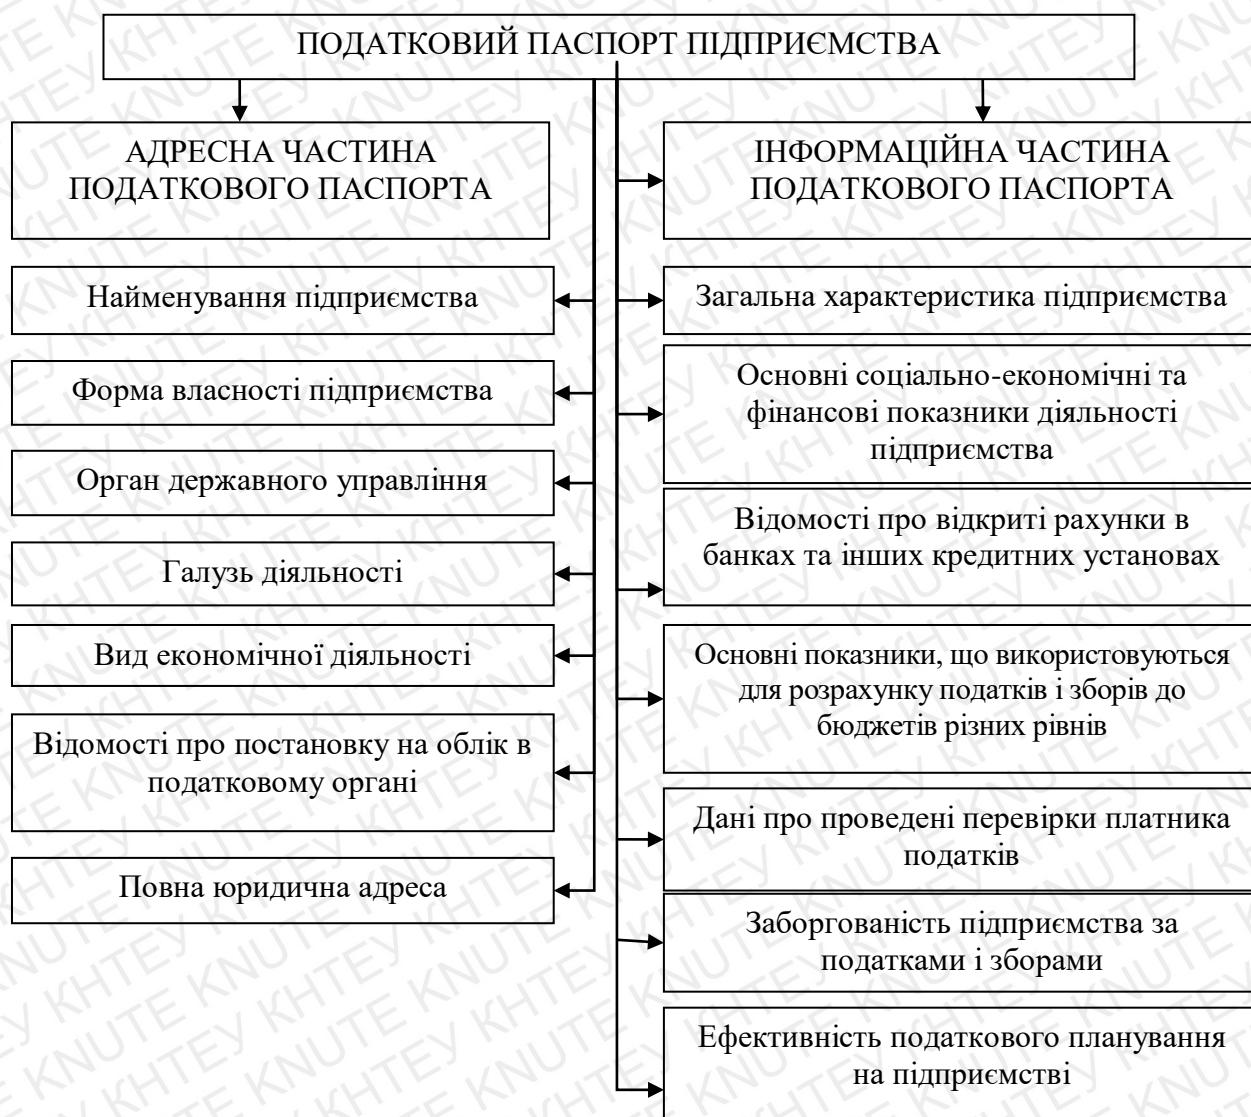 ПОДАТКОВИЙ ПАСПОРТ ПІДПРИЄМСТВА
АДРЕСНА ЧАСТИНА
ПОДАТКОВОГО ПАСПОРТА
Найменування підприємства
Форма власності підприємства
Орган державного управління
Галузь діяльності
Вид економічної діяльності
Відомості про постановку на облік в
податковому органі
Повна юридична адреса
ІНФОРМАЦІЙНА ЧАСТИНА
ПОДАТКОВОГО ПАСПОРТА
Загальна характеристика підприємства
Основні соціально-економічні та
фінансові показники діяльності
підприємства
Відомості про відкриті рахунки в
банках та інших кредитних установах
Основні показники, що використовуються
для розрахунку податків і зборів до
бюджетів різних рівнів
Дані про проведені перевірки платника
податків
Заборгованість підприємства за
податками і зборами
Ефективність податкового планування
на підприємстві